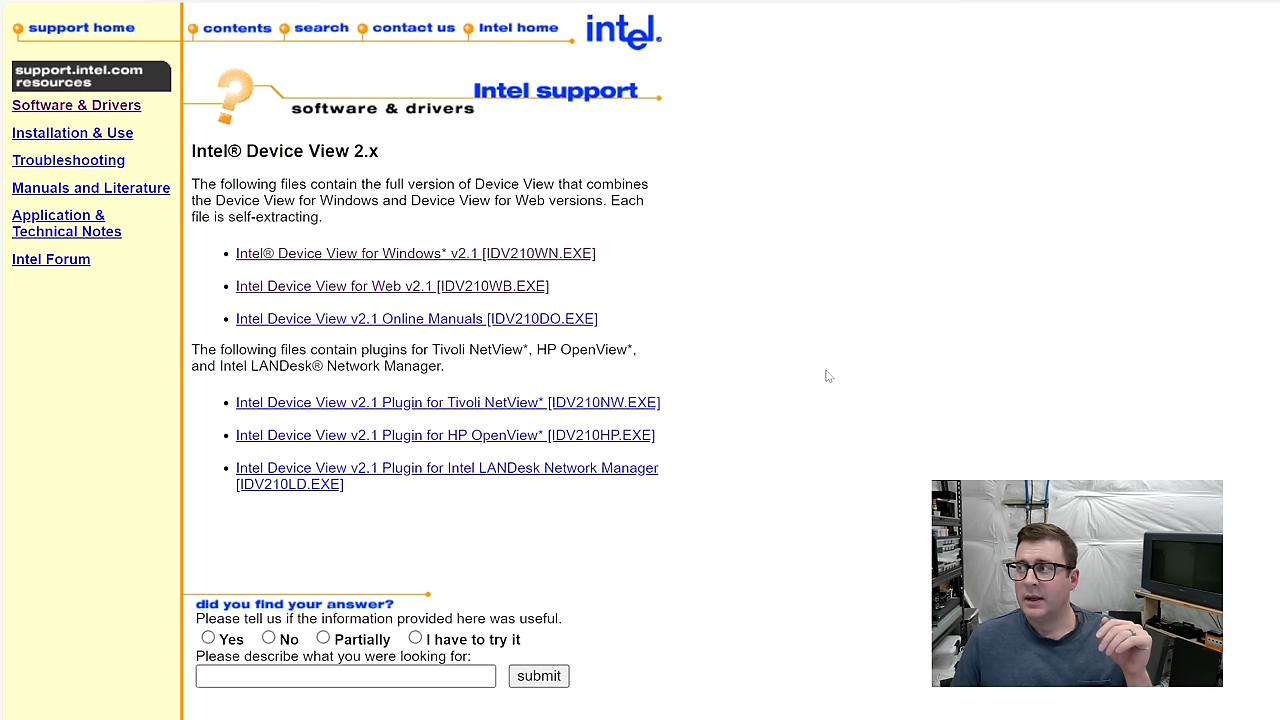 support home
contents
search
contact us
Intel home
intel.
support.intel.com
resources
Software & Drivers
Installation & Use
Troubleshooting
Manuals and Literature
Application &
Technical Notes
Intel Forum
Intel support
software & drivers
Intel® Device View 2.x
The following files contain the full version of Device View that combines
the Device View for Windows and Device View for Web versions. Each
file is self-extracting.
• Intel® Device View for Windows* v2.1 [IDV210WN.EXE]
• Intel Device View for Web v2.1 [IDV210WB.EXE]
• Intel Device View v2.1 Online Manuals [IDV210DO.EXE]
The following files contain plugins for Tivoli NetView*, HP OpenView*,
and Intel LANDesk® Network Manager.
• Intel Device View v2.1 Plugin for Tivoli NetView* [IDV210NW.EXE]
• Intel Device View v2.1 Plugin for HP OpenView* [IDV210HP.EXE]
• Intel Device View v2.1 Plugin for Intel LANDesk Network Manager
[IDV210LD.EXE]
did you find your answer?
Please tell us if the information provided here was useful.
Yes No Partially I have to try it
Please describe what you were looking for:
submit